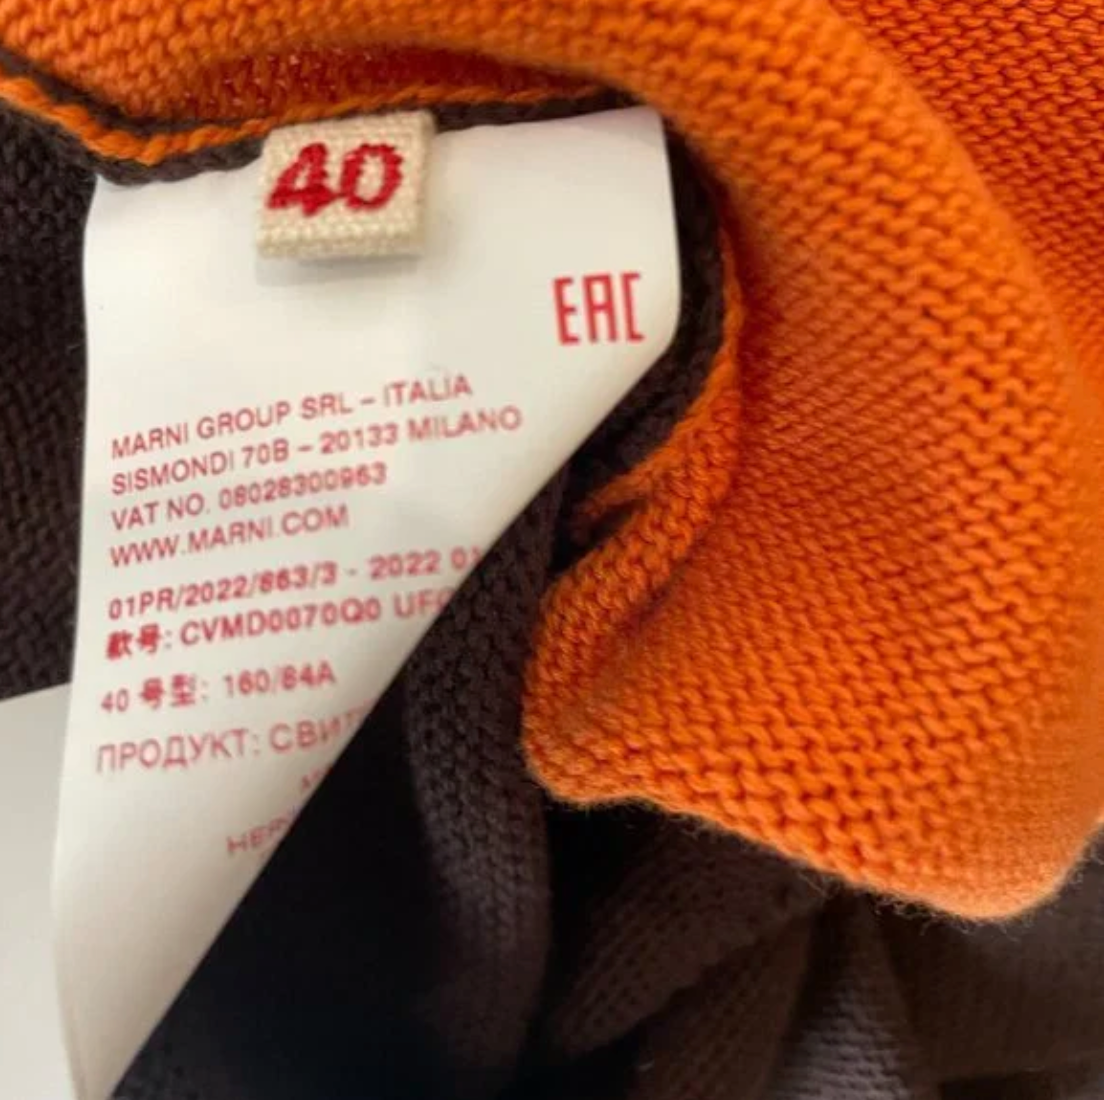 40
EAC
MARNI GROUP SRL – ITALIA
SISMONDI 70B – 20133 MILANO
VAT NO. 08028300963
WWW.MARNI.COM
01PR/2022/863/3 - 2022
款号: CVMD0070Q0
40 号型: 160/84A
ПРОДУКТ: